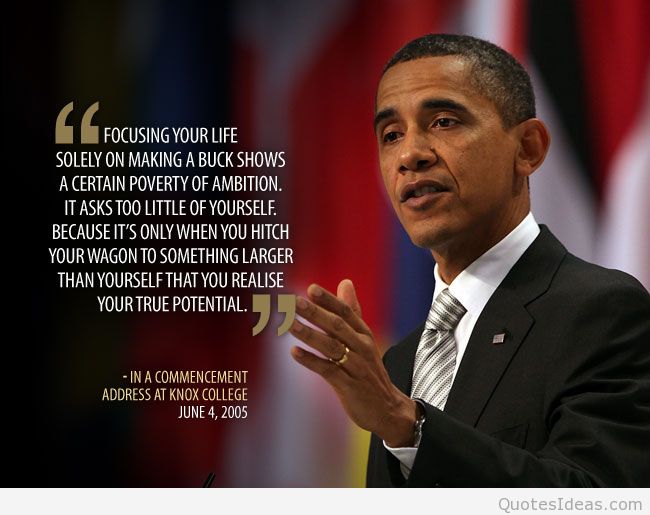 “ FOCUSING YOUR LIFE
SOLELY ON MAKING A BUCK SHOWS
A CERTAIN POVERTY OF AMBITION.
IT ASKS TOO LITTLE OF YOURSELF.
BECAUSE IT'S ONLY WHEN YOU HITCH
YOUR WAGON TO SOMETHING LARGER
THAN YOURSELF THAT YOU REALISE
YOUR TRUE POTENTIAL. ”
- IN A COMMENCEMENT
ADDRESS AT KNOX COLLEGE
JUNE 4, 2005
QuotesIdeas.com